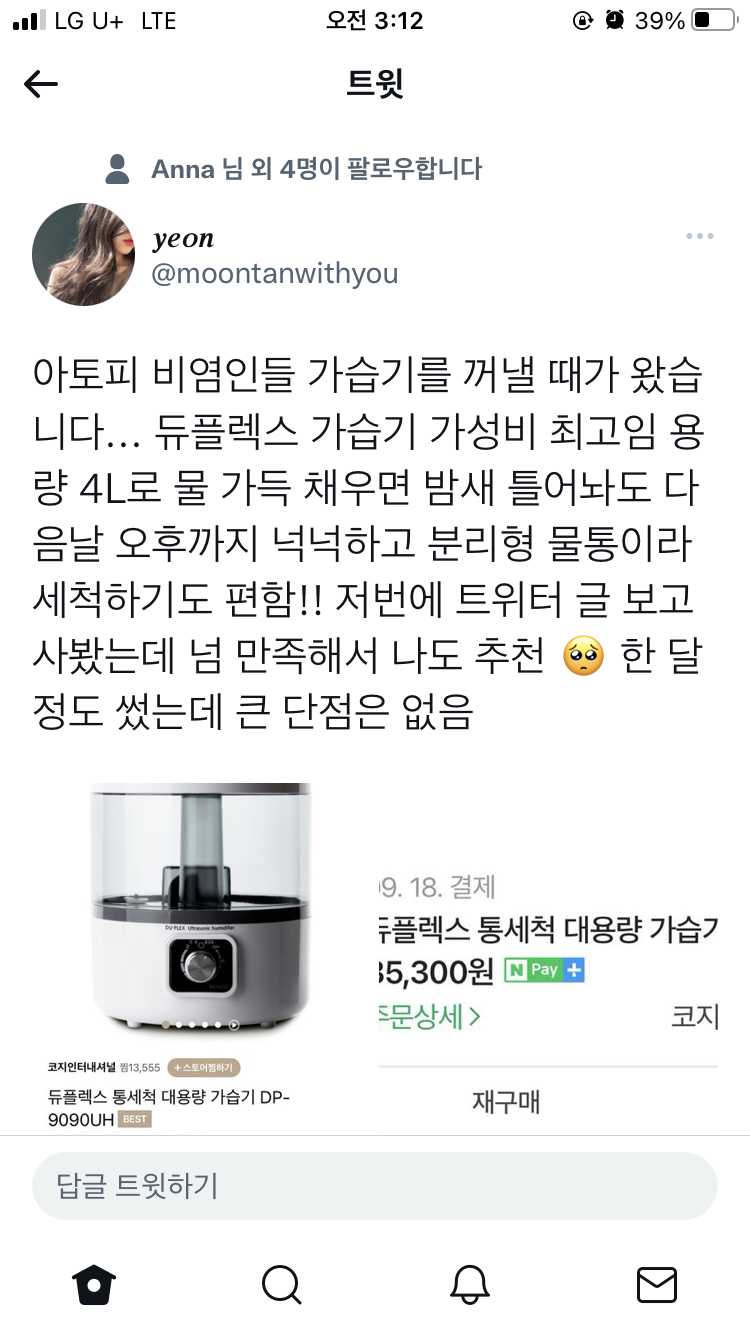 LG U+ LTE 오전 3:12 39%
트윗
Anna 님 외 4명이 팔로우합니다
yeon
@moontanwithyou
아토피 비염인들 가습기를 꺼낼 때가 왔습
니다... 듀플렉스 가습기 가성비 최고임 용
량 4L로 물 가득 채우면 밤새 틀어놔도 다
음날 오후까지 넉넉하고 분리형 물통이라
세척하기도 편함!! 저번에 트위터 글 보고
사봤는데 넘 만족해서 나도 추천 🥺 한 달
정도 썼는데 큰 단점은 없음
DU·PLEX Ultrasonic humidifier
코지인터내셔널 찜13,555 +스토어찜하기
듀플렉스 통세척 대용량 가습기 DP-
9090UH BEST
9. 18. 결제
듀플렉스 통세척 대용량 가습기
35,300원 N Pay +
주문상세 >
코지
재구매
답글 트윗하기